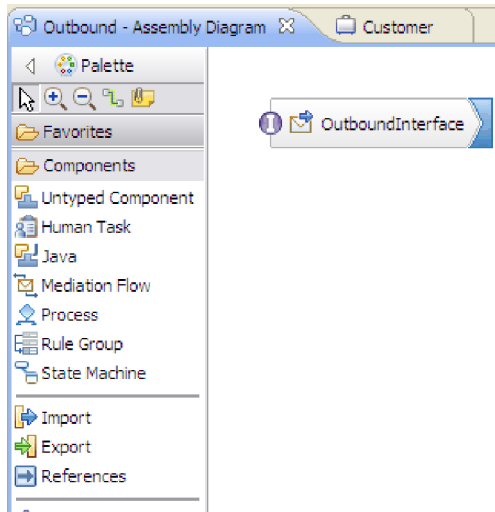 Outbound - Assembly Diagram
Customer
Palette
Favorites
Components
Untyped Component
Human Task
Java
Mediation Flow
Process
Rule Group
State Machine
Import
Export
References
I OutboundInterface